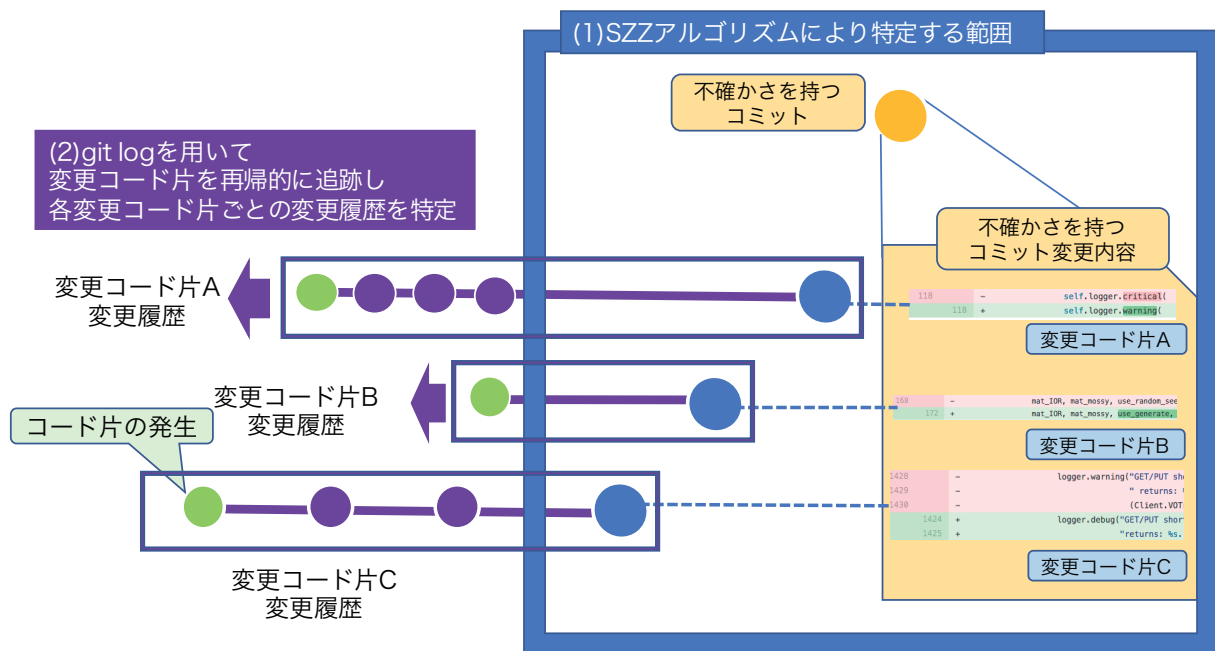 (1)SZZアルゴリズムにより特定する範囲
不確かさを持つ
コミット
(2)git logを用いて
変更コード片を再帰的に追跡し
各変更コード片ごとの変更履歴を特定
不確かさを持つ
コミット変更内容
変更コード片A
変更履歴
118 - self.logger.critical(
118 + self.logger.warning(
変更コード片A
変更コード片B
変更履歴
168 - mat_IOR, mat_mossy, use_random_see
172 + mat_IOR, mat_mossy, use_generate,
変更コード片B
コード片の発生
1428 - logger.warning("GET/PUT sho
1429 - " returns:
1430 - (Client.VOT
1424 + logger.debug("GET/PUT shor
1425 + "returns: %s.
変更コード片C
変更コード片C
変更履歴